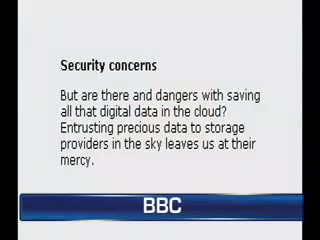 Security concerns
But are there and dangers with saving
all that digital data in the cloud?
Entrusting precious data to storage
providers in the sky leaves us at their
mercy.
BBC